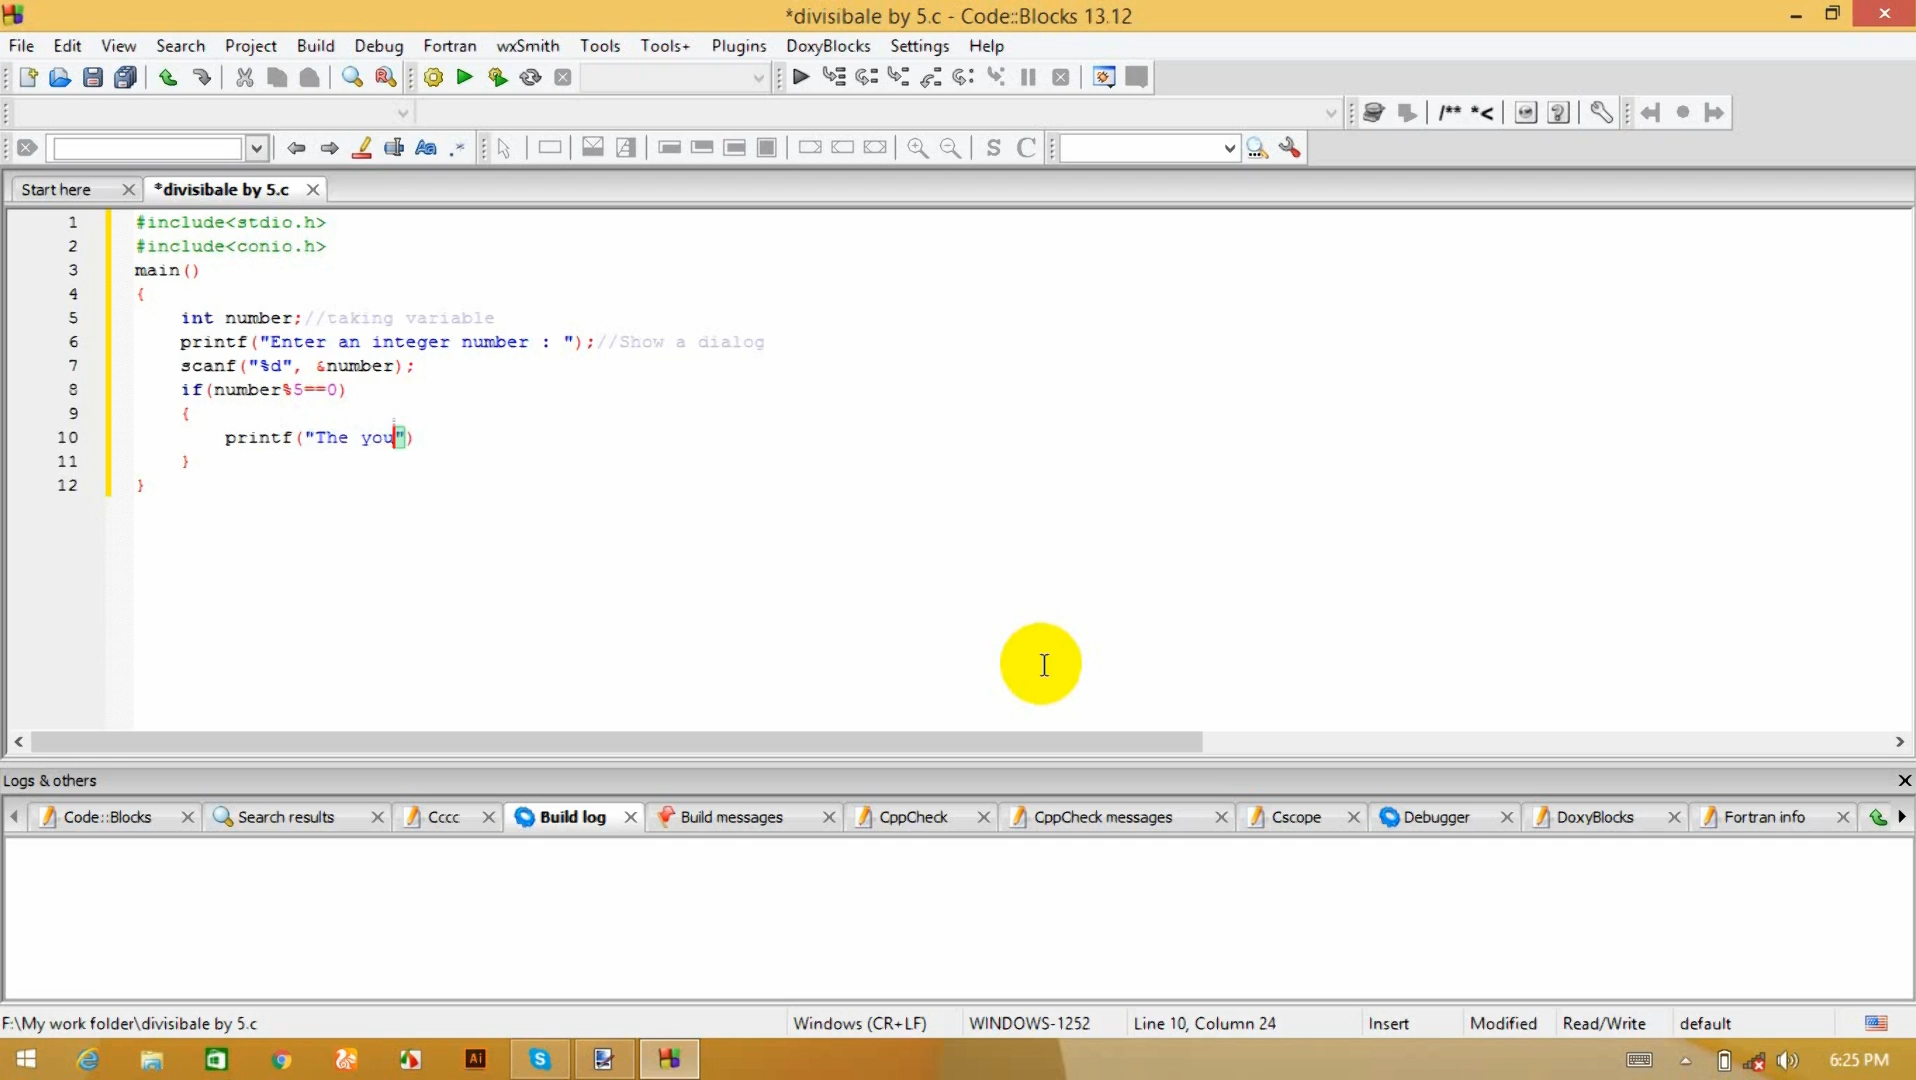 *divisibale by 5.c - Code::Blocks 13.12
File Edit View Search Project Build Debug Fortran wxSmith Tools Tools+ Plugins DoxyBlocks Settings Help
/** *<
S C
Start here *divisibale by 5.c
1 #include<stdio.h>
2 #include<conio.h>
3 main()
4 {
5 int number;//taking variable
6 printf("Enter an integer number : ");//Show a dialog
7 scanf("%d", &number);
8 if(number%5==0)
9 {
10 printf("The you")
11 }
12 }
Logs & others
Code::Blocks Search results Cccc Build log Build messages CppCheck CppCheck messages Cscope Debugger DoxyBlocks Fortran info
F:\My work folder\divisibale by 5.c Windows (CR+LF) WINDOWS-1252 Line 10, Column 24 Insert Modified Read/Write default
Ai 6:25 PM